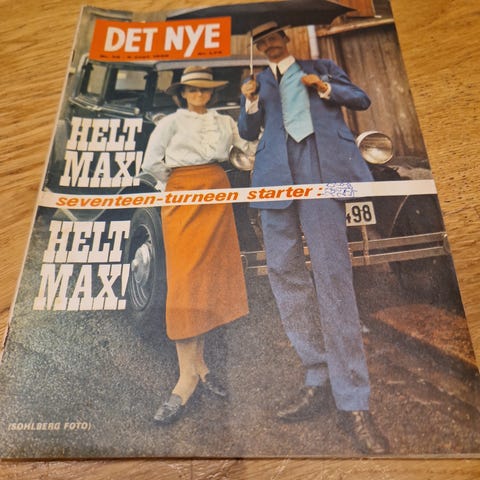 DET NYE
HELT
MAX!
seventeen-turneen starter:
498
HELT
MAX!
(SOHLBERG FOTO)